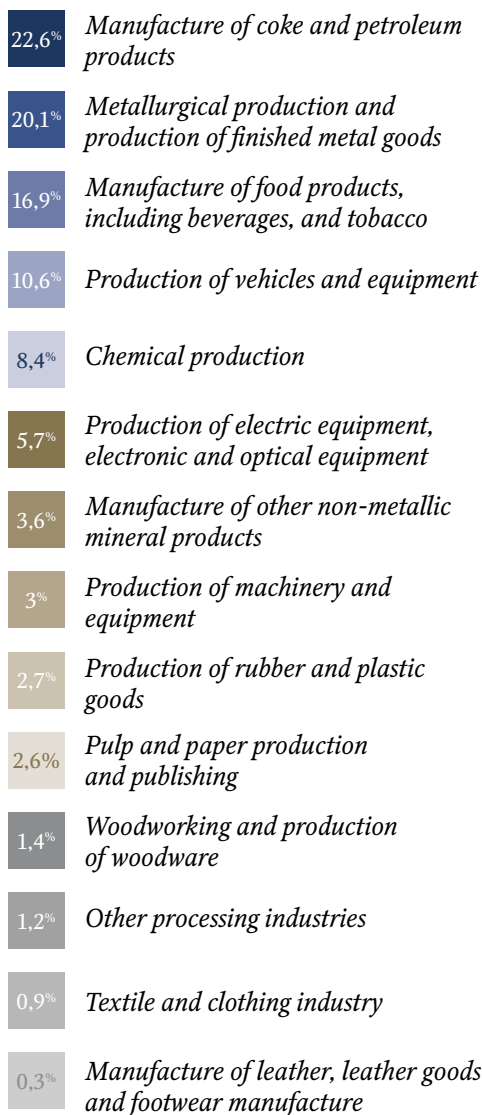 22,6% Manufacture of coke and petroleum
products
20,1% Metallurgical production and
production of finished metal goods
16,9% Manufacture of food products,
including beverages, and tobacco
10,6% Production of vehicles and equipment
8,4% Chemical production
5,7% Production of electric equipment,
electronic and optical equipment
3,6% Manufacture of other non-metallic
mineral products
3% Production of machinery and
equipment
2,7% Production of rubber and plastic
goods
2,6% Pulp and paper production
and publishing
1,4% Woodworking and production
of woodware
1,2% Other processing industries
0,9% Textile and clothing industry
0,3% Manufacture of leather, leather goods
and footwear manufacture